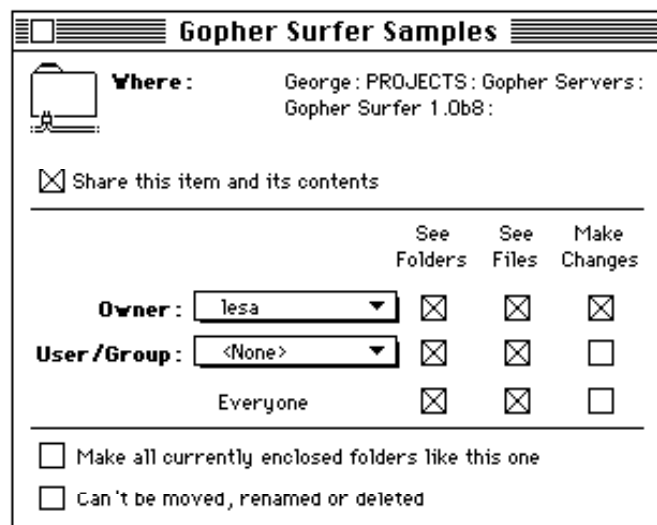 Gopher Surfer Samples
Where: George: PROJECTS: Gopher Servers:
Gopher Surfer 1.0b8:
Share this item and its contents
See See Make
Folders Files Changes
Owner: lesa
User/Group: <None>
Everyone
Make all currently enclosed folders like this one
Can't be moved, renamed or deleted